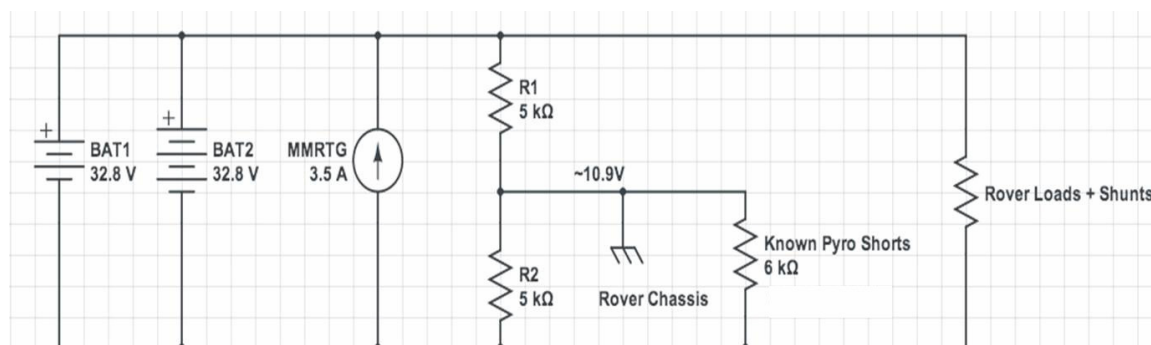 R1
5 kΩ
+
BAT1
32.8 V
+
BAT2
32.8 V
MMRTG
3.5 A
~10.9V
Rover Loads + Shunts
Known Pyro Shorts
6 kΩ
R2
5 kΩ
Rover Chassis